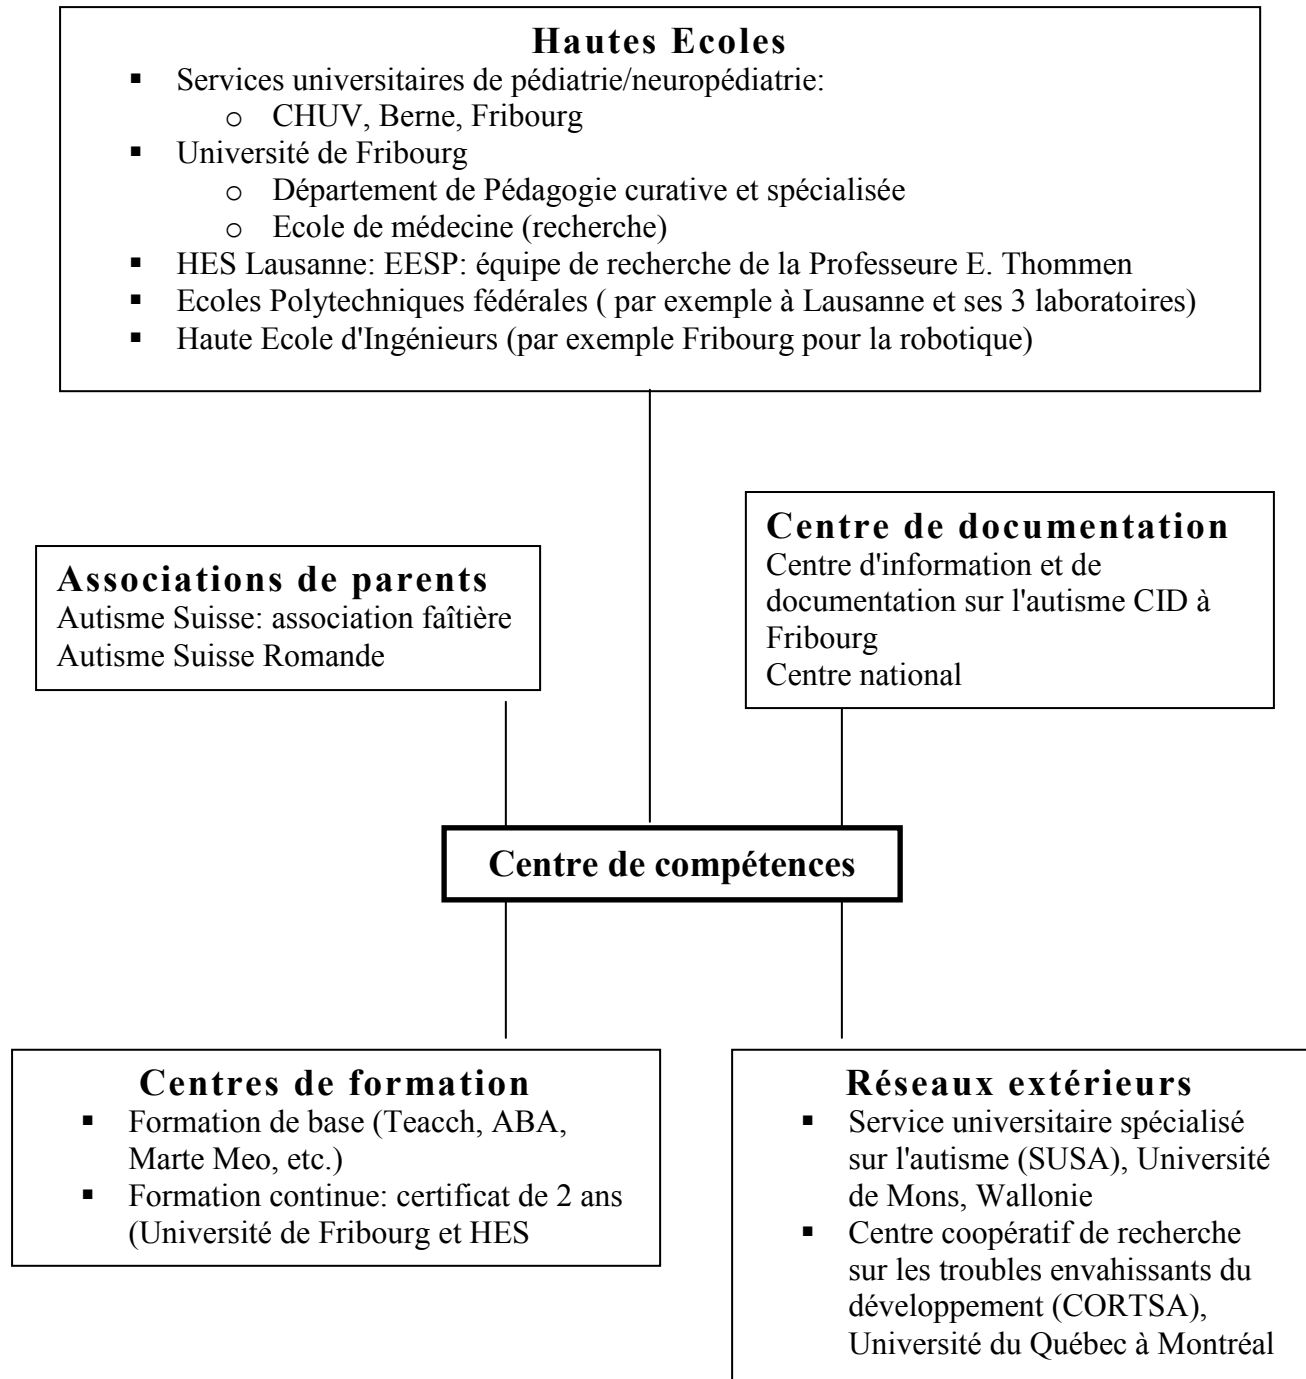 Hautes Ecoles
▪ Services universitaires de pédiatrie/neuropédiatrie:
o CHUV, Berne, Fribourg
▪ Université de Fribourg
o Département de Pédagogie curative et spécialisée
o Ecole de médecine (recherche)
▪ HES Lausanne: EESP: équipe de recherche de la Professeure E. Thommen
▪ Ecoles Polytechniques fédérales ( par exemple à Lausanne et ses 3 laboratoires)
▪ Haute Ecole d'Ingénieurs (par exemple Fribourg pour la robotique)
Associations de parents
Autisme Suisse: association faîtière
Autisme Suisse Romande
Centre de documentation
Centre d'information et de
documentation sur l'autisme CID à
Fribourg
Centre national
Centre de compétences
Centres de formation
▪ Formation de base (Teacch, ABA,
Marte Meo, etc.)
▪ Formation continue: certificat de 2 ans
(Université de Fribourg et HES
Réseaux extérieurs
▪ Service universitaire spécialisé
sur l'autisme (SUSA), Université
de Mons, Wallonie
▪ Centre coopératif de recherche
sur les troubles envahissants du
développement (CORTSA),
Université du Québec à Montréal